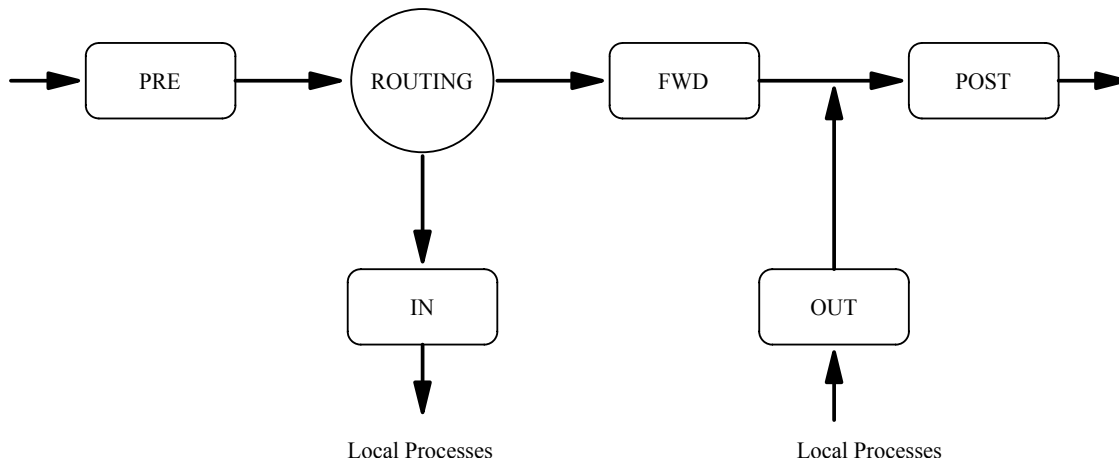 PRE
ROUTING
FWD
POST
IN
OUT
Local Processes
Local Processes